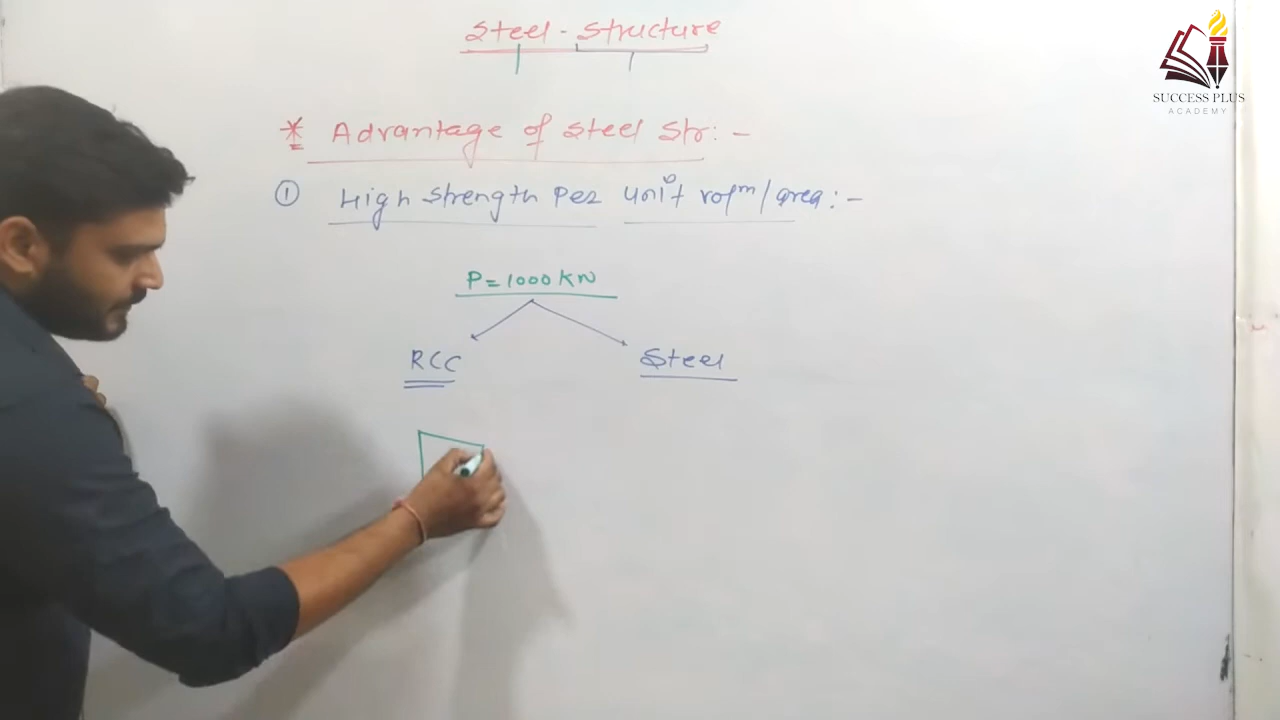 Steel - Structure
* Advantage of Steel Str: -
① High Strength Per Unit volm/area: -
P=1000 KN
RCC Steel
SUCCESS PLUS
ACADEMY